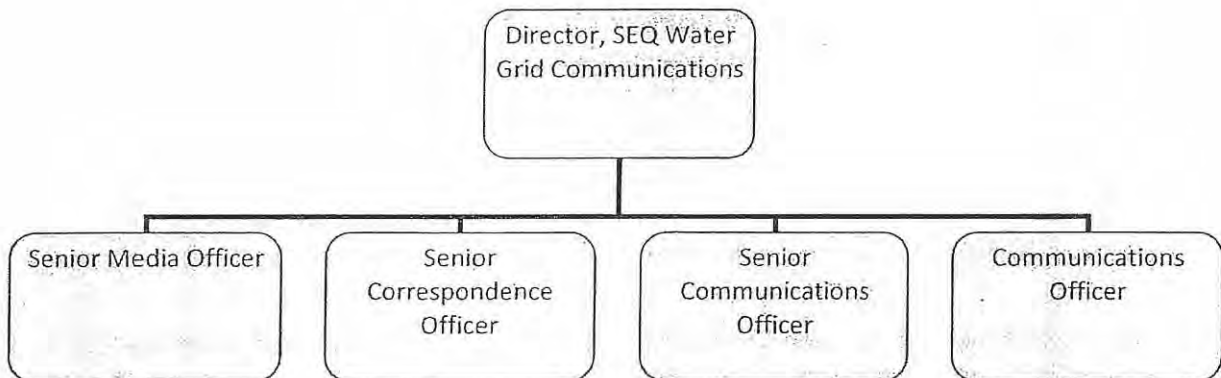 Director, SEQ Water
Grid Communications
Senior Media Officer
Senior
Correspondence
Officer
Senior
Communications
Officer
Communications
Officer